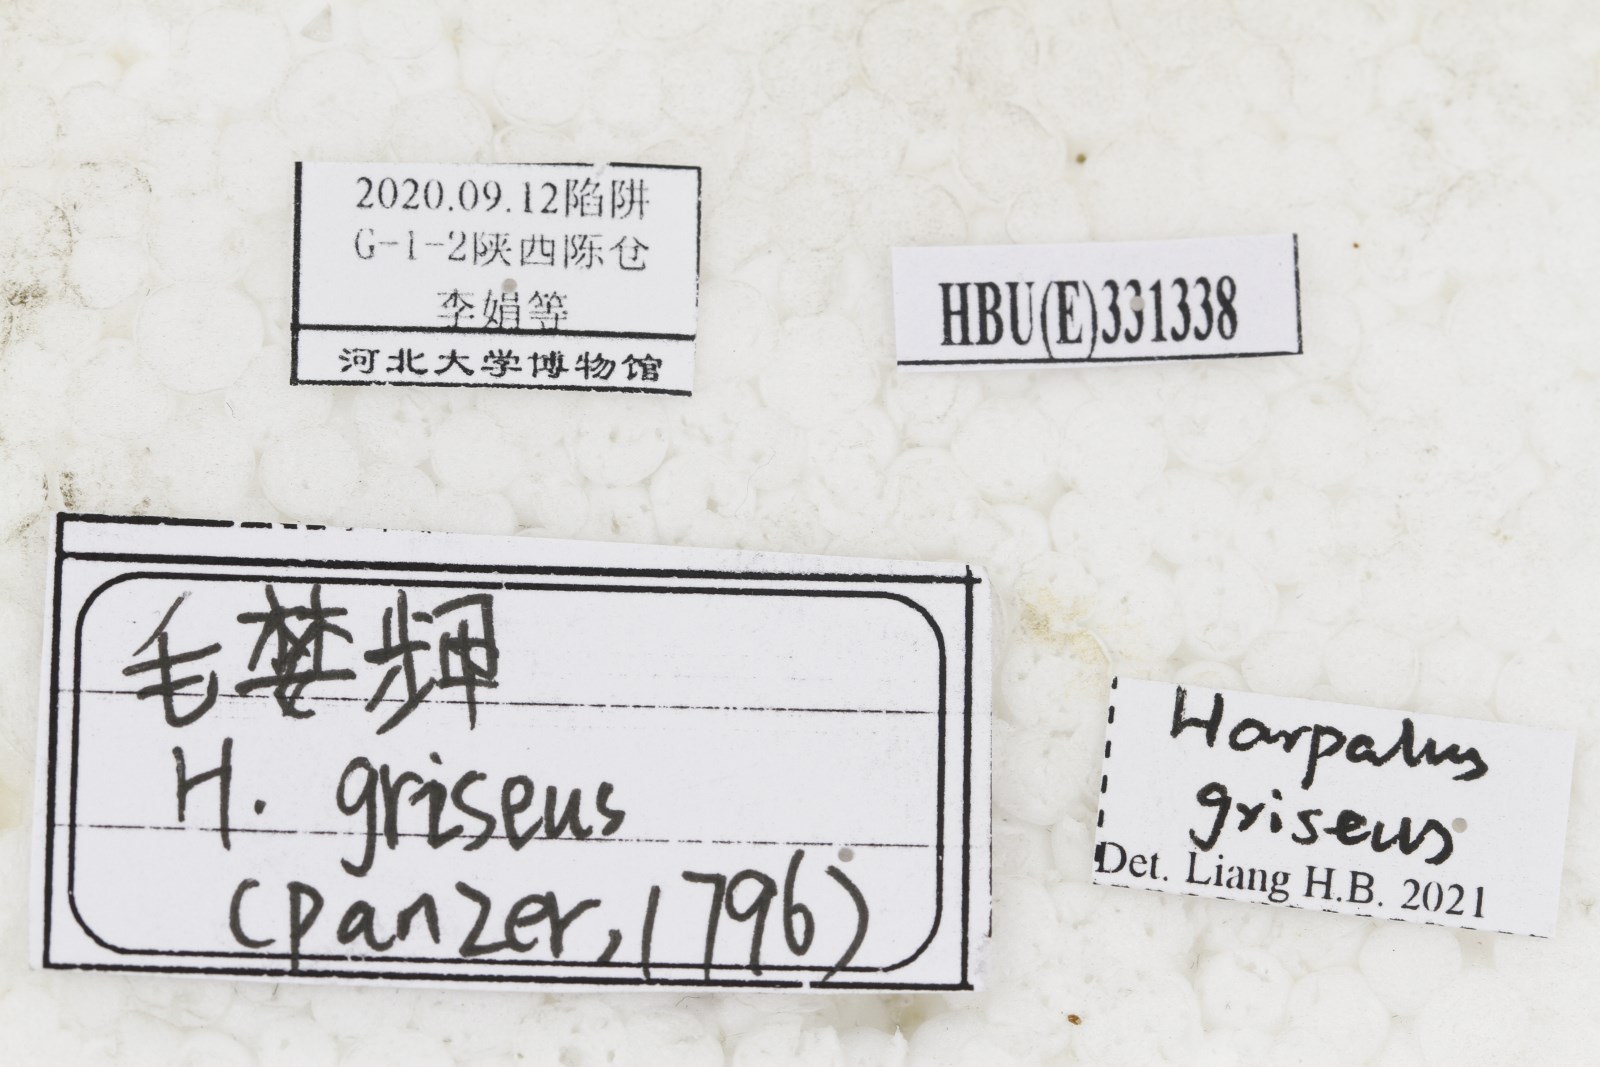 2020.09.12陷阱
G-1-2陕西陈仓
李娟等
河北大学博物馆
HBU(E)331338
毛婪步甲
H. griseus
(panzer, 1796)
Harpalus
griseus
Det. Liang H.B. 2021